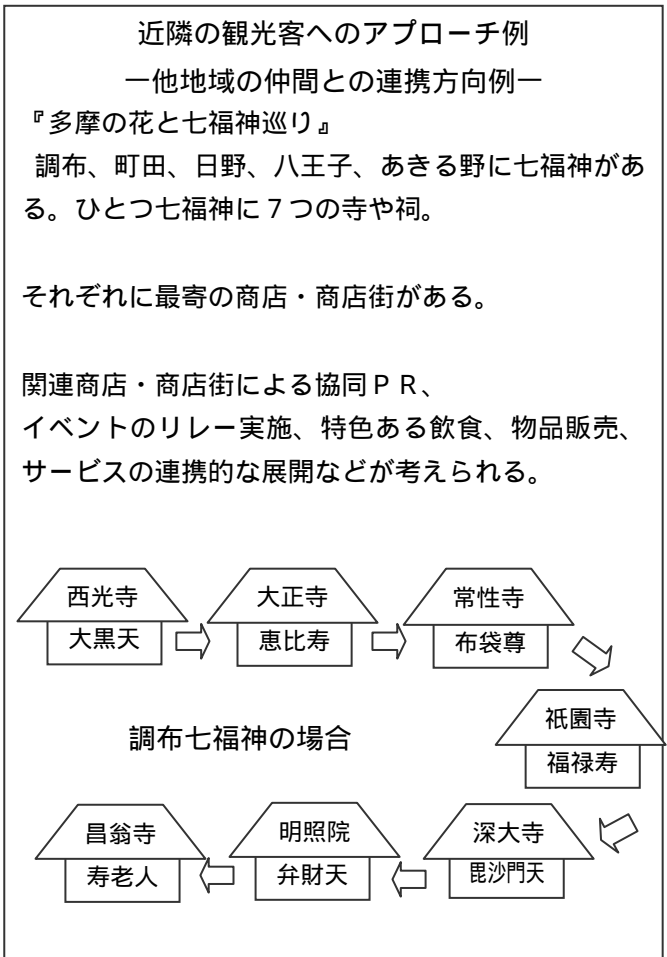 近隣の観光客へのアプローチ例
―他地域の仲間との連携方向例―
『多摩の花と七福神巡り』
調布、町田、日野、八王子、あきる野に七福神があ
る。ひとつ七福神に７つの寺や祠。
それぞれに最寄の商店・商店街がある。
関連商店・商店街による協同ＰＲ、
イベントのリレー実施、特色ある飲食、物品販売、
サービスの連携的な展開などが考えられる。
西光寺
大黒天
大正寺
恵比寿
常性寺
布袋尊
祇園寺
福禄寿
調布七福神の場合
深大寺
毘沙門天
明照院
弁財天
昌翁寺
寿老人